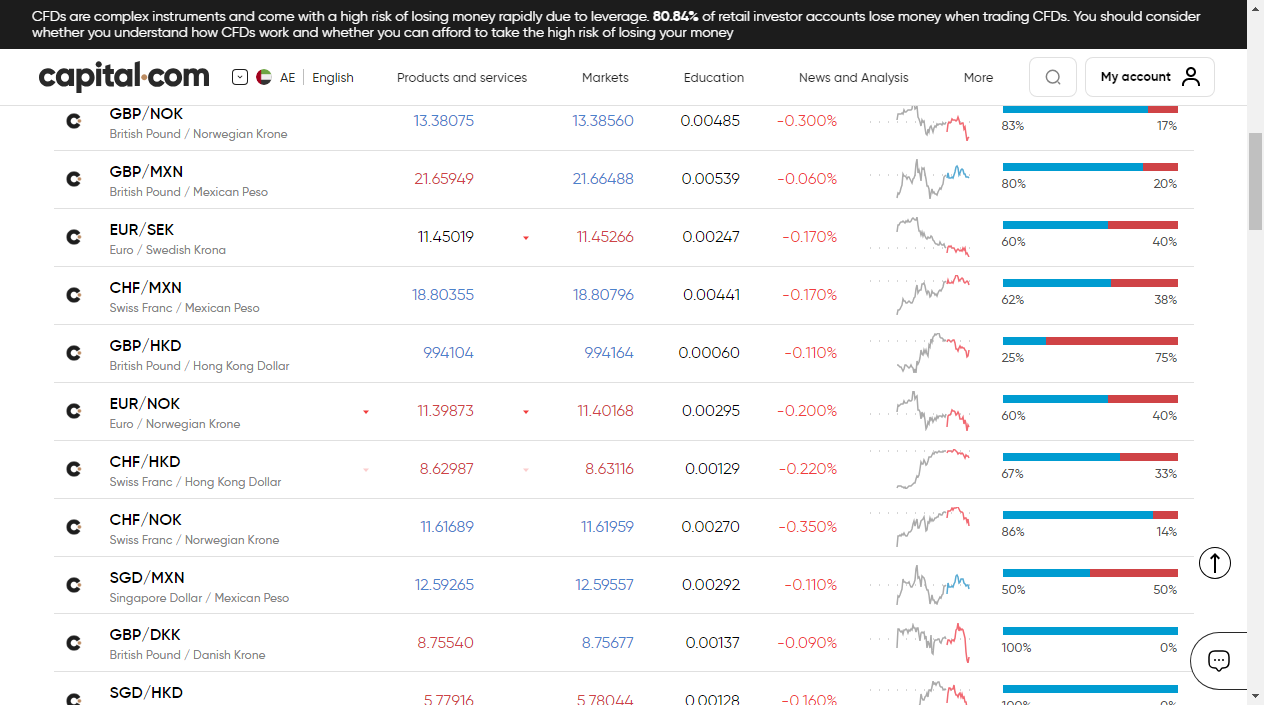 CFDs are complex instruments and come with a high risk of losing money rapidly due to leverage. 80.84% of retail investor accounts lose money when trading CFDs. You should consider
whether you understand how CFDs work and whether you can afford to take the high risk of losing your money
capital.com AE English Products and services Markets Education News and Analysis More My account
GBP/NOK 13.38075 13.38560 0.00485 -0.300%
British Pound / Norwegian Krone 83% 17%
GBP/MXN 21.65949 21.66488 0.00539 -0.060%
British Pound / Mexican Peso 80% 20%
EUR/SEK 11.45019 11.45266 0.00247 -0.170%
Euro / Swedish Krona 60% 40%
CHF/MXN 18.80355 18.80796 0.00441 -0.170%
Swiss Franc / Mexican Peso 62% 38%
GBP/HKD 9.94104 9.94164 0.00060 -0.110%
British Pound / Hong Kong Dollar 25% 75%
EUR/NOK 11.39873 11.40168 0.00295 -0.200%
Euro / Norwegian Krone 60% 40%
CHF/HKD 8.62987 8.63116 0.00129 -0.220%
Swiss Franc / Hong Kong Dollar 67% 33%
CHF/NOK 11.61689 11.61959 0.00270 -0.350%
Swiss Franc / Norwegian Krone 86% 14%
SGD/MXN 12.59265 12.59557 0.00292 -0.110%
Singapore Dollar / Mexican Peso 50% 50%
GBP/DKK 8.75540 8.75677 0.00137 -0.090%
British Pound / Danish Krone 100% 0%
SGD/HKD 5.77916 5.78044 0.00128 -0.160%
100% 0%